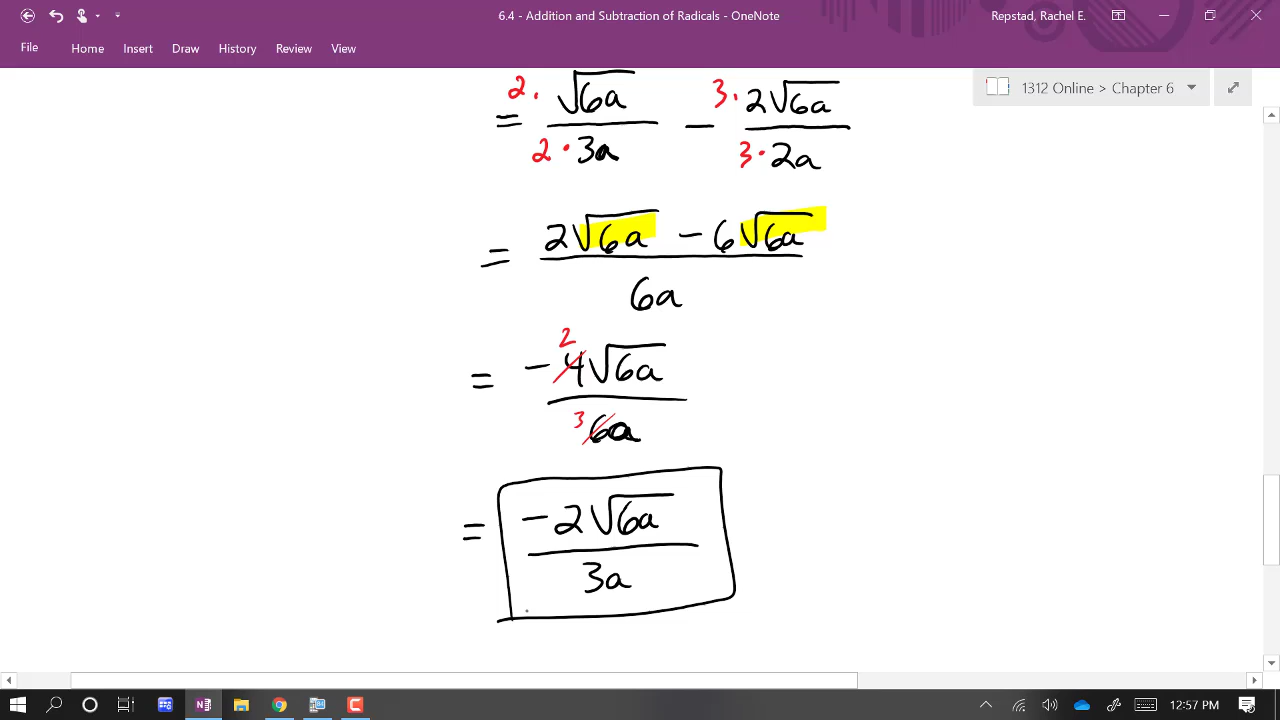 6.4 - Addition and Subtraction of Radicals - OneNote
Repstad, Rachel E.
File Home Insert Draw History Review View
1312 Online > Chapter 6
= 2· √6a / 2·3a - 3· 2√6a / 3·2a
= 2√6a - 6√6a / 6a
= -4√6a / 6a
2
3
= -2√6a / 3a
12:57 PM